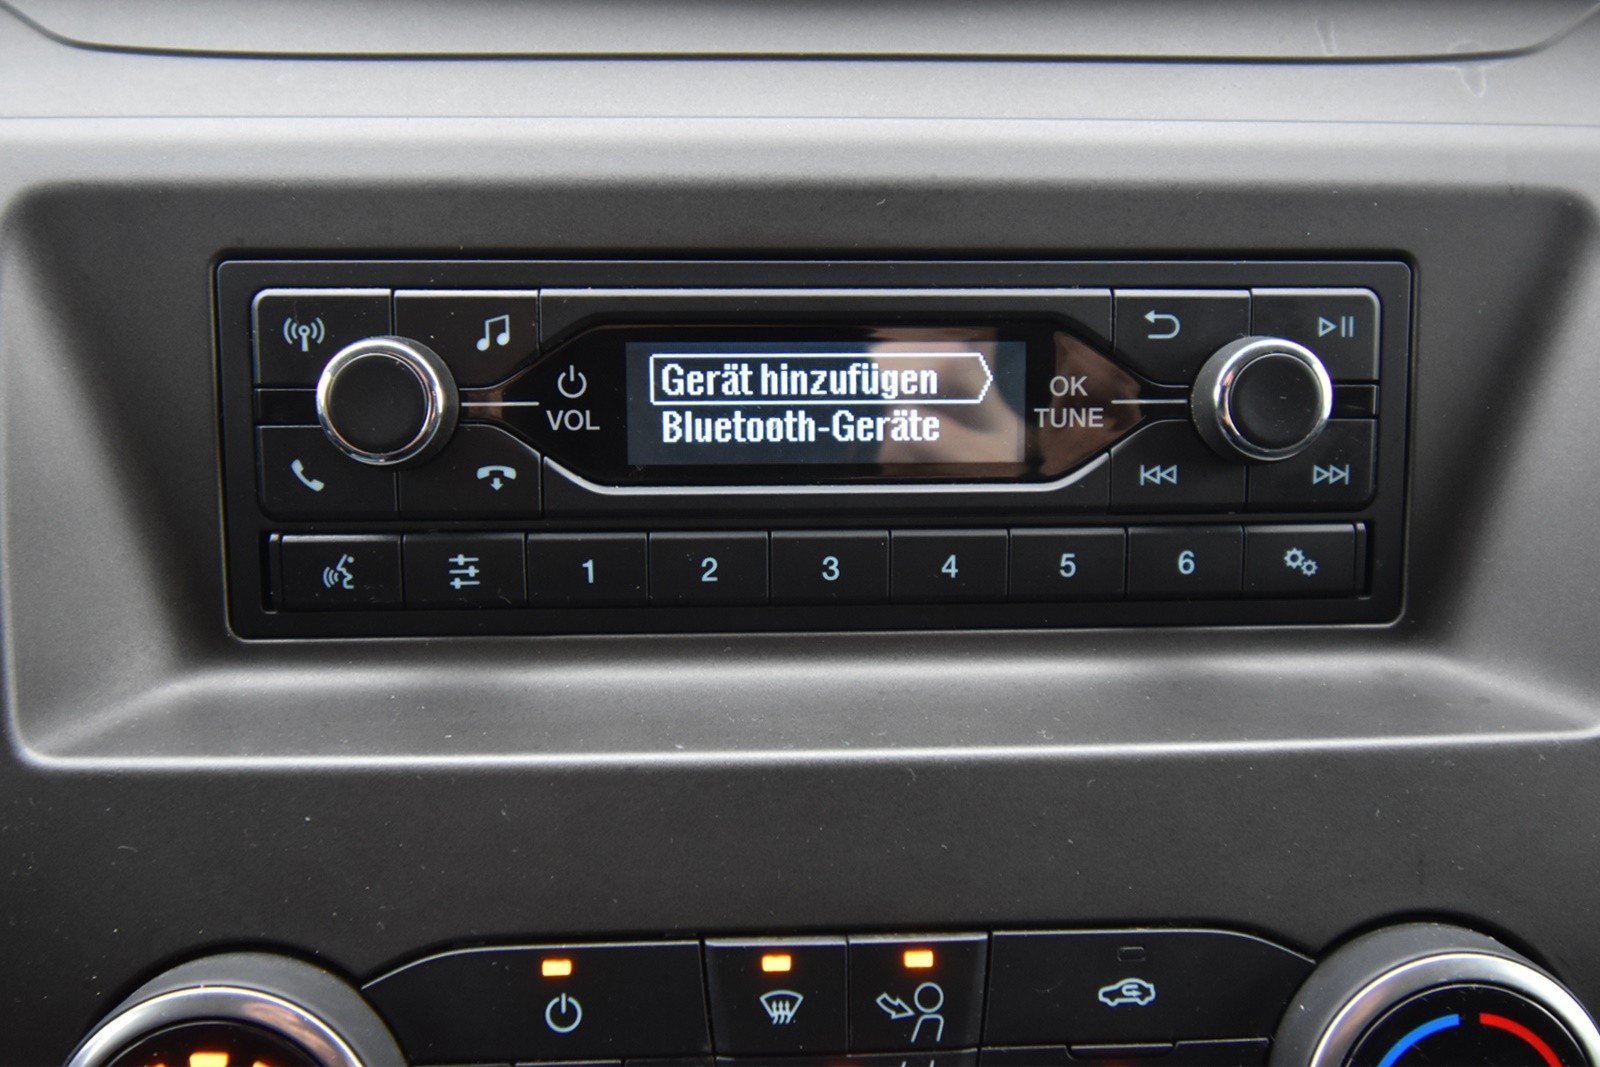 Gerät hinzufügen
VOL
OK
TUNE
Bluetooth-Geräte
1 2 3 4 5 6